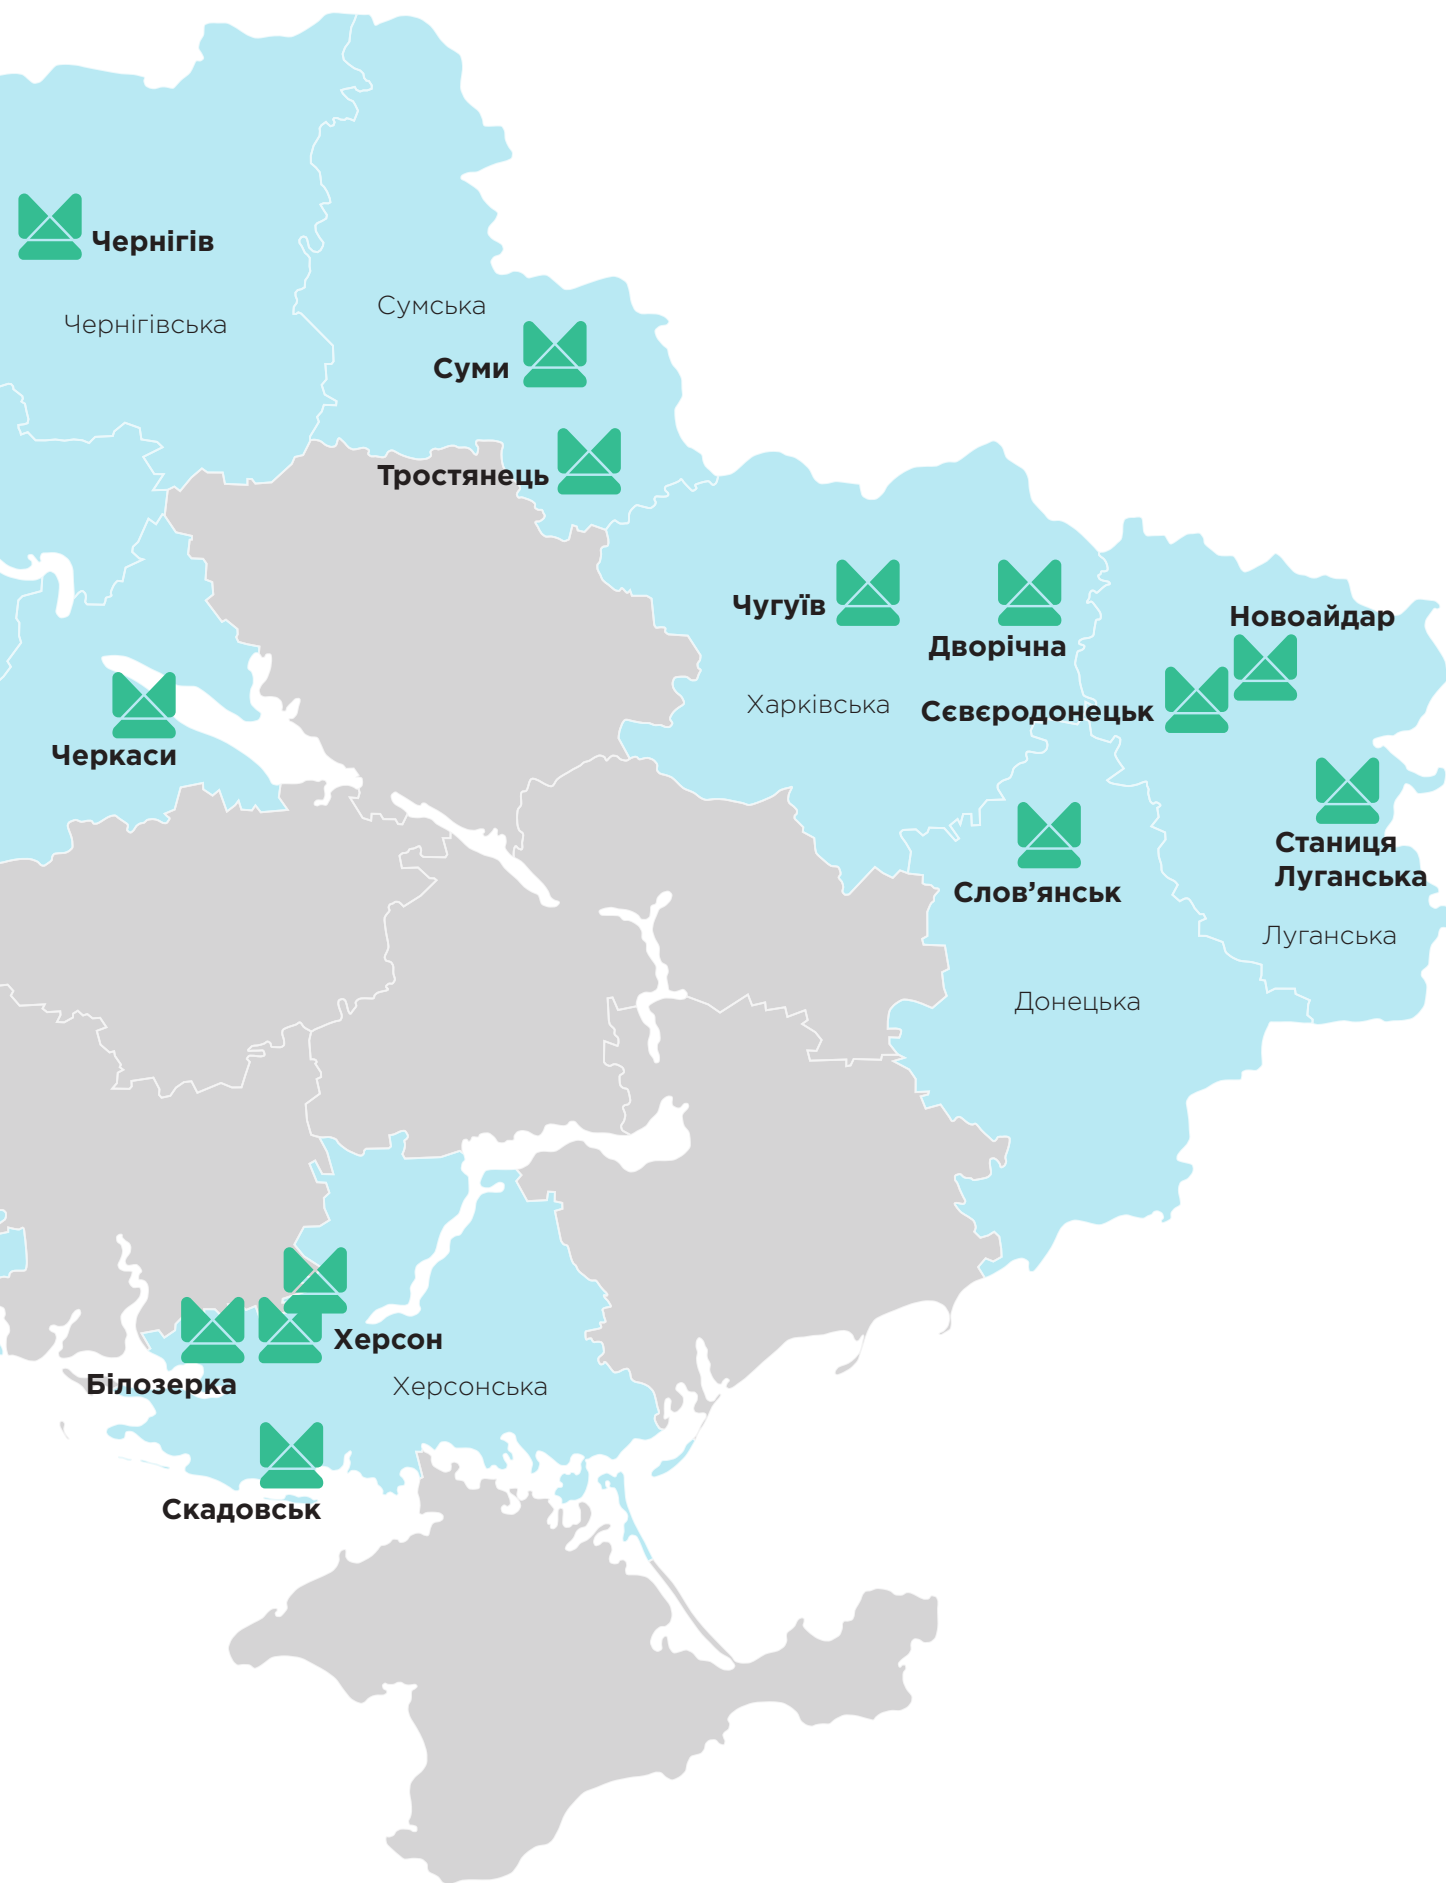 Чернігів
Чернігівська
Сумська
Суми
Тростянець
Чугуїв
Дворічна
Новоайдар
Харківська
Сєвєродонецьк
Черкаси
Станиця
Луганська
Слов’янськ
Луганська
Донецька
Херсон
Білозерка
Херсонська
Скадовськ